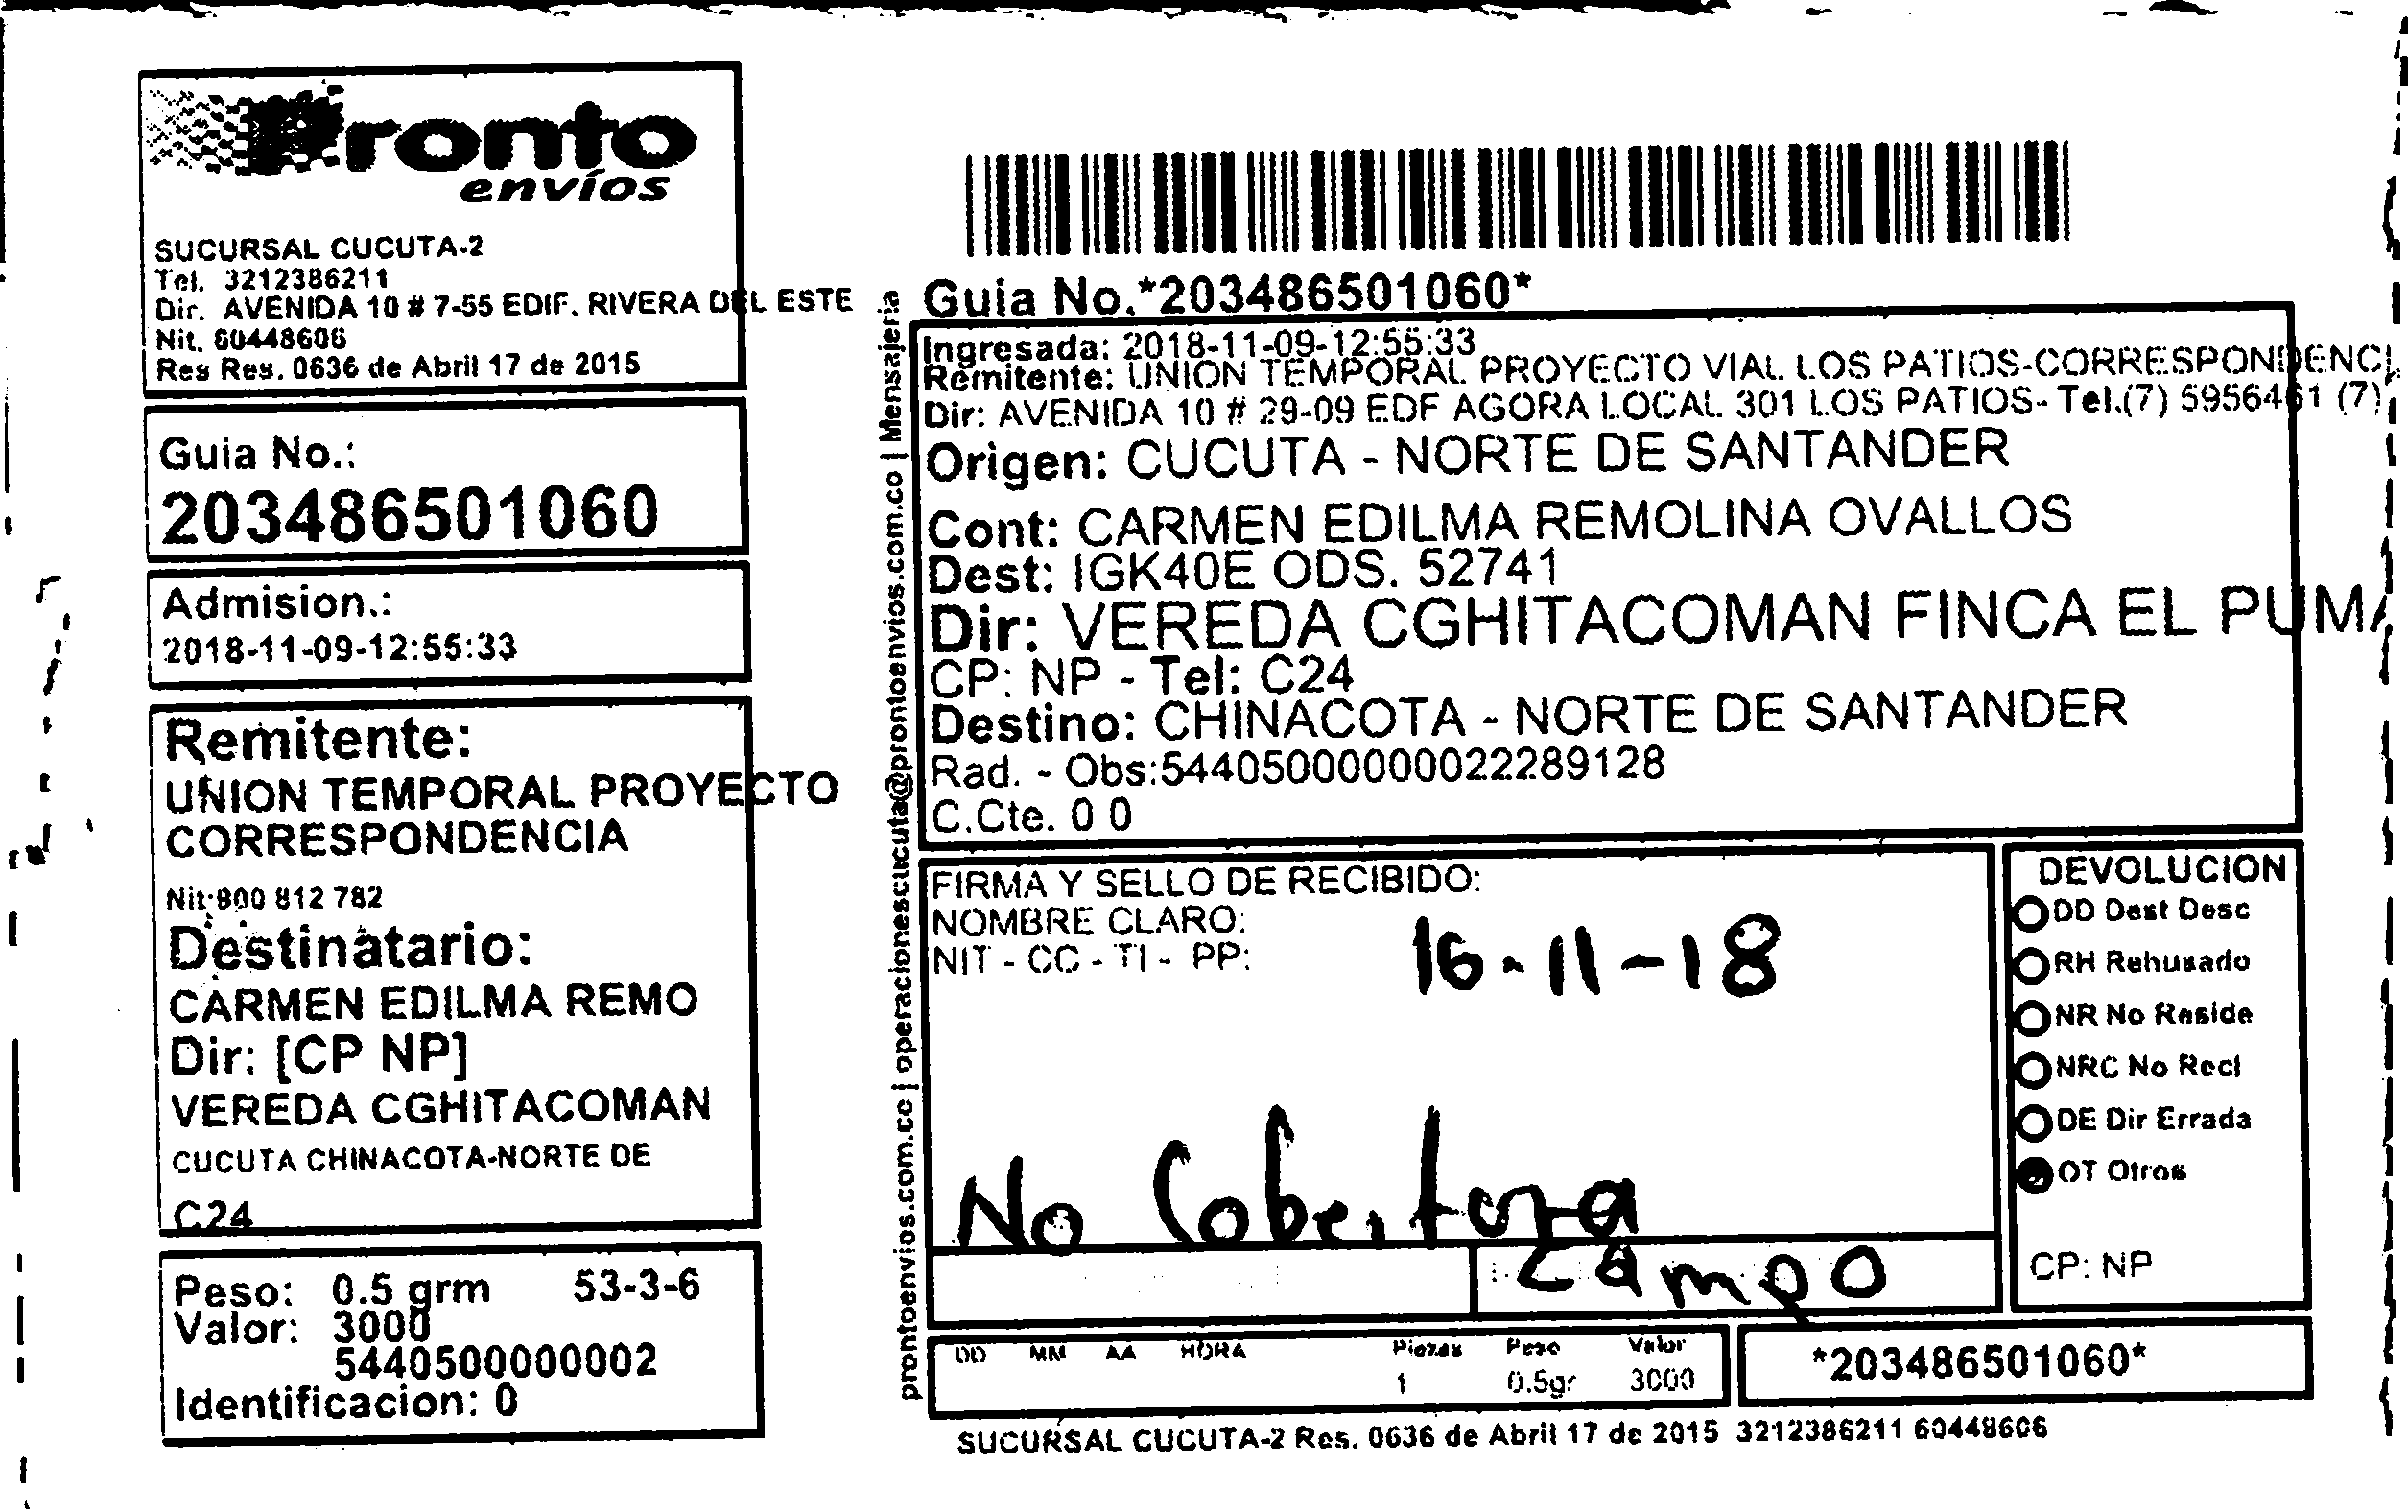 Pronto
envíos
SUCURSAL CUCUTA-2
Tel. 3212386211
Dir. AVENIDA 10 # 7-55 EDIF. RIVERA DEL ESTE
Nit. 60448606
Res Res. 0636 de Abril 17 de 2015
Guia No.:
203486501060
Admision.:
2018-11-09-12:55:33
Remitente:
UNION TEMPORAL PROYECTO
CORRESPONDENCIA
Nit:900 812 782
Destinatario:
CARMEN EDILMA REMO
Dir: [CP NP]
VEREDA CGHITACOMAN
CUCUTA CHINACOTA-NORTE DE
C24
Peso: 0.5 grm 53-3-6
Valor: 3000
5440500000002
Identificacion: 0
prontoenvios.com.co | operacionescucuta@prontoenvios.com.co | Mensajeria
Guia No.*203486501060*
Ingresada: 2018-11-09-12:55:33
Remitente: UNION TEMPORAL PROYECTO VIAL LOS PATIOS-CORRESPONDENCI
Dir: AVENIDA 10 # 29-09 EDF AGORA LOCAL 301 LOS PATIOS- Tel.(7) 5956461 (7)
Origen: CUCUTA - NORTE DE SANTANDER
Cont: CARMEN EDILMA REMOLINA OVALLOS
Dest: IGK40E ODS. 52741
Dir: VEREDA CGHITACOMAN FINCA EL PUMA
CP: NP - Tel: C24
Destino: CHINACOTA - NORTE DE SANTANDER
Rad. - Obs:544050000000022289128
C.Cte. 0 0
FIRMA Y SELLO DE RECIBIDO:
NOMBRE CLARO:
NIT - CC - TI - PP:
16-11-18
No Cobertura
campo
DEVOLUCION
DD Dest Desc
RH Rehusado
NR No Reside
NRC No Recl
DE Dir Errada
OT Otros
CP: NP
DD MM AA HORA Piezas Peso Valor
1 0.5gr 3000
*203486501060*
SUCURSAL CUCUTA-2 Res. 0636 de Abril 17 de 2015 3212386211 60448606